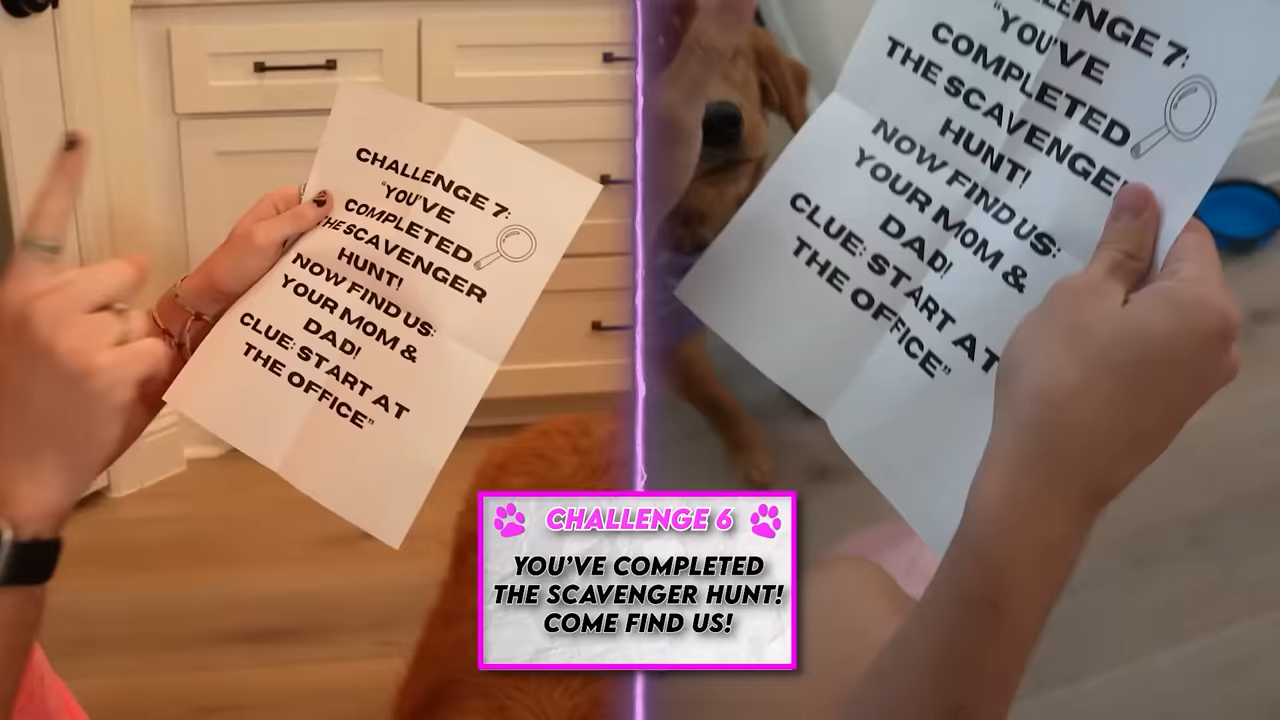 CHALLENGE 7:
"YOU'VE
COMPLETED
THE SCAVENGER
HUNT!
NOW FIND US:
YOUR MOM &
DAD!
CLUE: START AT
THE OFFICE"
LENGE 7:
"YOU'VE
COMPLETED
THE SCAVENGE
HUNT!
NOW FIND US:
YOUR MOM &
DAD!
CLUE: START AT
THE OFFICE"
CHALLENGE 6
YOU'VE COMPLETED
THE SCAVENGER HUNT!
COME FIND US!